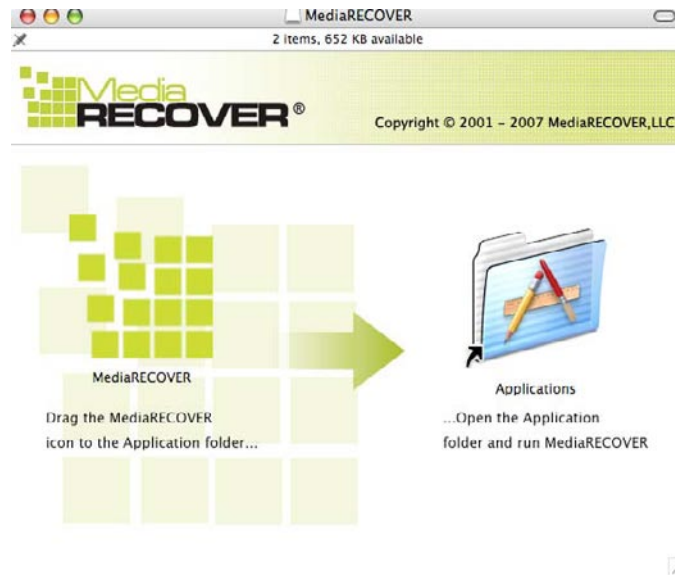 MediaRECOVER
2 items, 652 KB available
Media
RECOVER®
Copyright © 2001 – 2007 MediaRECOVER,LLC
MediaRECOVER
Applications
Drag the MediaRECOVER
icon to the Application folder...
...Open the Application
folder and run MediaRECOVER